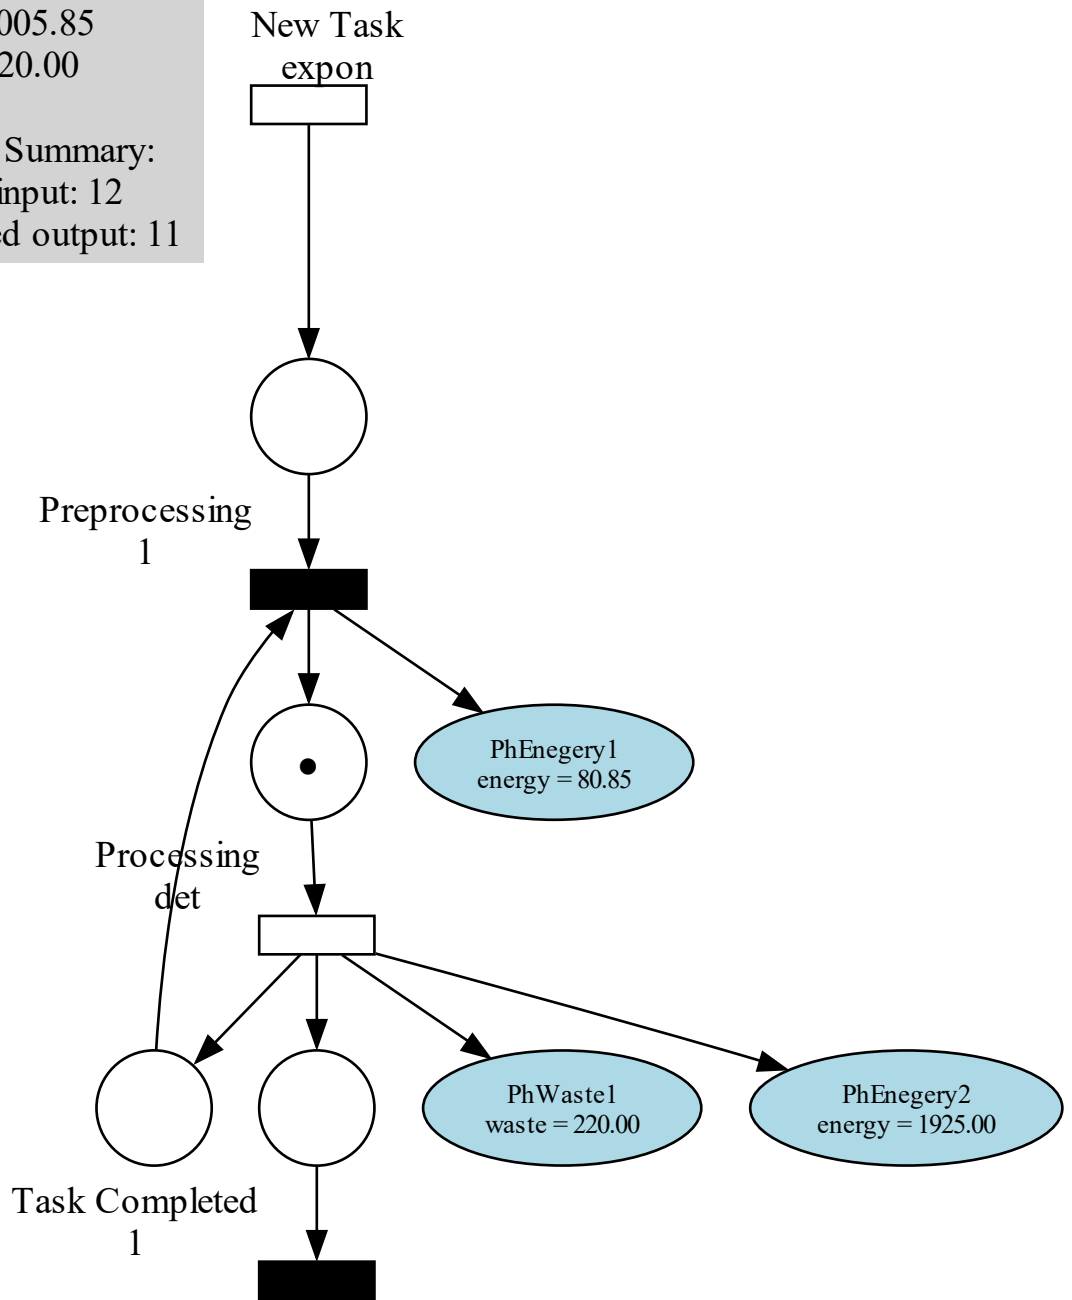 005.85
20.00
Summary:
input: 12
ed output: 11
New Task
expon
Preprocessing
1
PhEnegery1
energy = 80.85
Processing
det
PhWaste1
waste = 220.00
PhEnegery2
energy = 1925.00
Task Completed
1